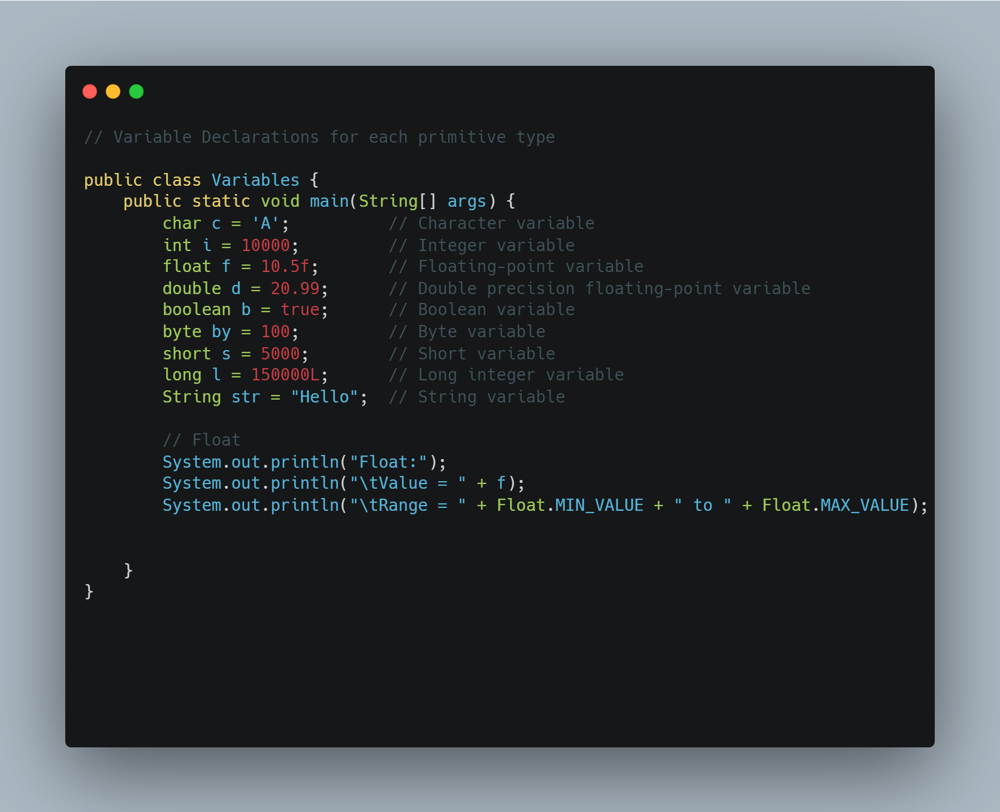 // Variable Declarations for each primitive type
public class Variables {
    public static void main(String[] args) {
        char c = 'A';          // Character variable
        int i = 10000;         // Integer variable
        float f = 10.5f;       // Floating-point variable
        double d = 20.99;      // Double precision floating-point variable
        boolean b = true;      // Boolean variable
        byte by = 100;         // Byte variable
        short s = 5000;        // Short variable
        long l = 150000L;      // Long integer variable
        String str = "Hello";  // String variable
        // Float
        System.out.println("Float:");
        System.out.println("\tValue = " + f);
        System.out.println("\tRange = " + Float.MIN_VALUE + " to " + Float.MAX_VALUE);
    }
}